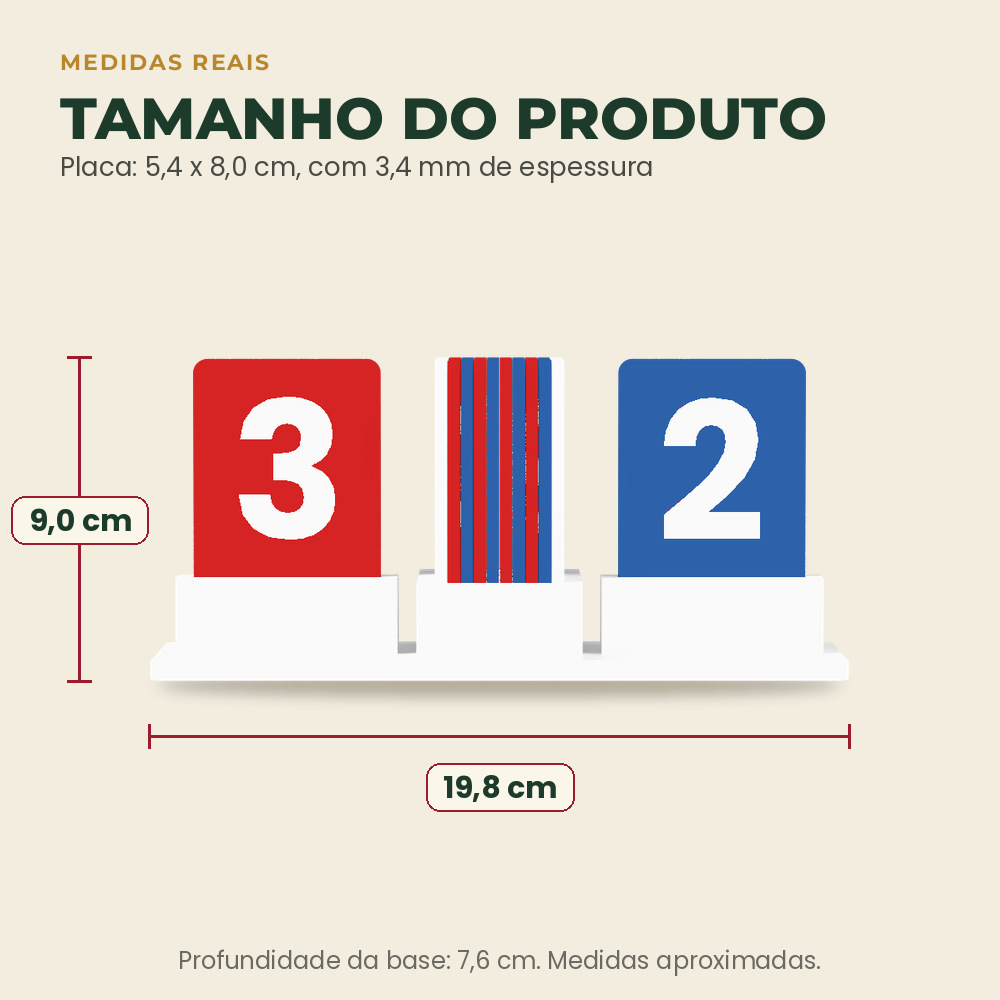 MEDIDAS REAIS
TAMANHO DO PRODUTO
Placa: 5,4 x 8,0 cm, com 3,4 mm de espessura
3
2
9,0 cm
19,8 cm
Profundidade da base: 7,6 cm. Medidas aproximadas.